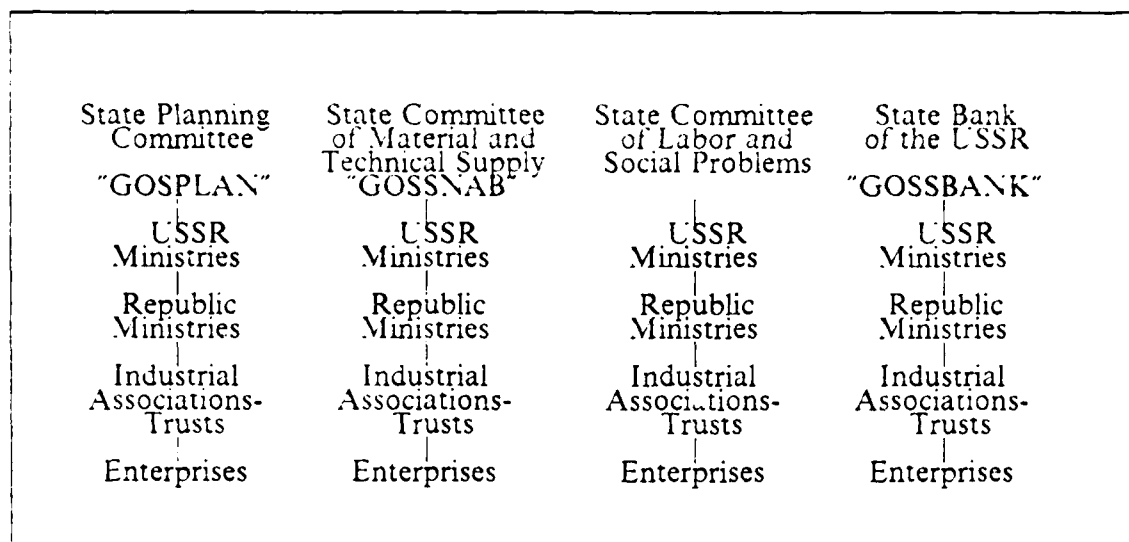 State Planning
Committee
"GOSPLAN"
USSR
Ministries
Republic
Ministries
Industrial
Associations-
Trusts
Enterprises
State Committee
of Material and
Technical Supply
"GOSSNAB"
USSR
Ministries
Republic
Ministries
Industrial
Associations-
Trusts
Enterprises
State Committee
of Labor and
Social Problems
USSR
Ministries
Republic
Ministries
Industrial
Associations-
Trusts
Enterprises
State Bank
of the USSR
"GOSSBANK"
USSR
Ministries
Republic
Ministries
Industrial
Associations-
Trusts
Enterprises